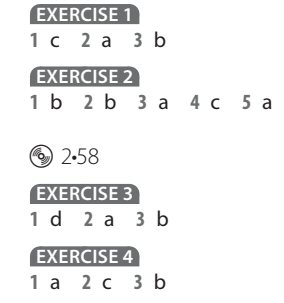 EXERCISE 1
1 c 2 a 3 b
EXERCISE 2
1 b 2 b 3 a 4 c 5 a
2•58
EXERCISE 3
1 d 2 a 3 b
EXERCISE 4
1 a 2 c 3 b